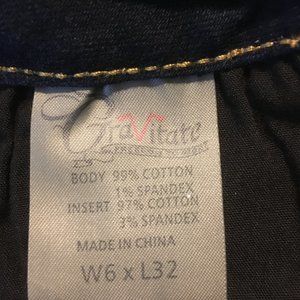 Gravitate
BODY 99% COTTON
1% SPANDEX
INSERT 97% COTTON
3% SPANDEX
MADE IN CHINA
W6 x L32